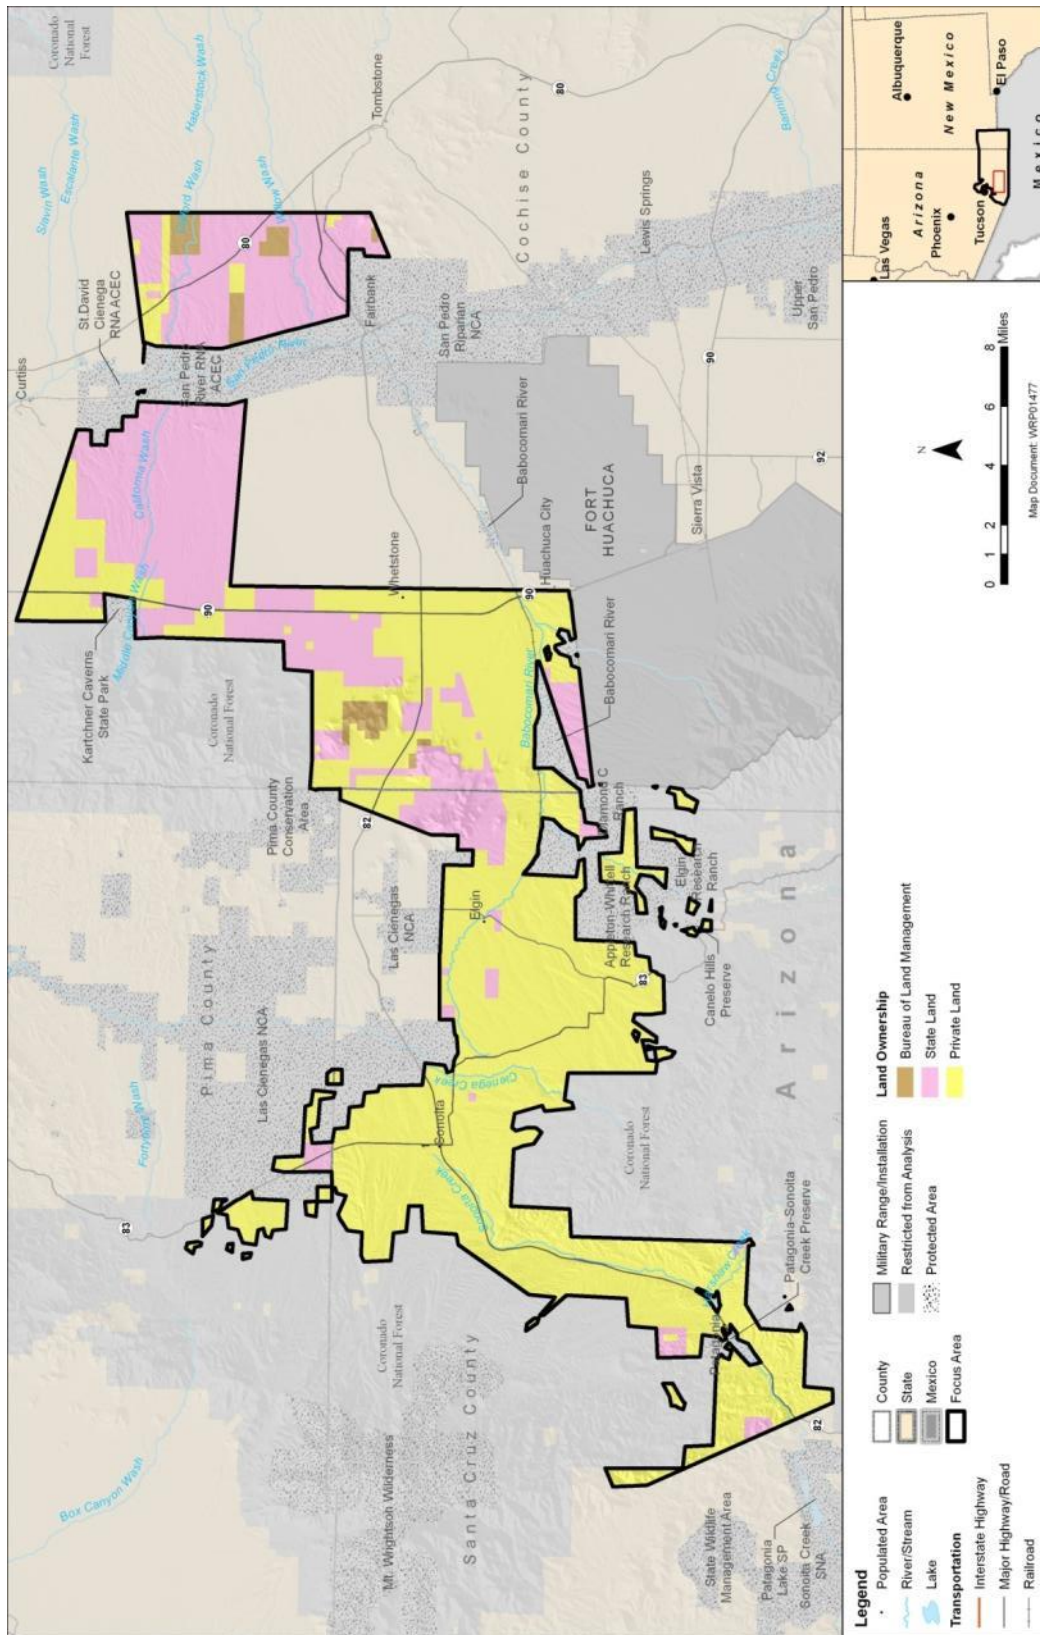 Coronado
National
Forest
Slavin Wash
Escalante Wash
Haberstock Wash
Tombstone
80
80
Cochise County
Banning Creek
Lewis Springs
St.David
Cienega
RNA ACEC
Curtiss
San Pedro
River RNA
ACEC
San Pedro River
Fairbank
San Pedro
Riparian
NCA
Upper
San Pedro
90
Babocomari River
FORT
HUACHUCA
Sierra Vista
92
Huachuca City
California Wash
Whetstone
90
90
Babocomari River
Babocomari River
Kartchner Caverns
State Park
Coronado
National Forest
Pima County
Conservation
Area
82
Las Cienegas
NCA
Elgin
Appleton-Whittell
Research Ranch
Elgin
Research
Ranch
83
Canelo Hills
Preserve
Arizona
Pima County
Las Cienegas NCA
Cienega Creek
Sonoita
Sonoita Creek
Coronado
National Forest
Fortynine Wash
83
Patagonia-Sonoita
Creek Preserve
Patagonia
82
Coronado
National Forest
Santa Cruz County
Mt. Wrightson Wilderness
Box Canyon Wash
State Wildlife
Management Area
Patagonia
Lake SP
Sonoita Creek
SNA
Legend
Populated Area
River/Stream
Lake
Transportation
Interstate Highway
Major Highway/Road
Railroad
County
State
Mexico
Focus Area
Military Range/Installation
Restricted from Analysis
Protected Area
Land Ownership
Bureau of Land Management
State Land
Private Land
N
0 1 2 4 6 8
Miles
Map Document: WRP01477
Las Vegas
Arizona
Phoenix
Tucson
Albuquerque
New Mexico
El Paso
Mexico